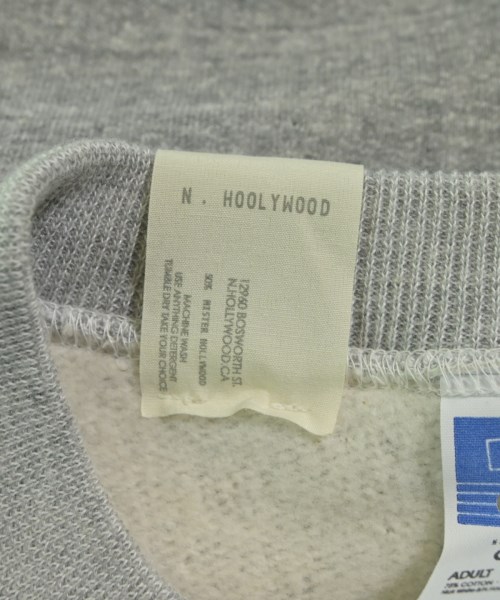 N. HOOLYWOOD
12960 BOSWORTH ST.
N.HOLLYWOOD.CA
50% MISTER HOLLYWOOD
MACHINE WASH
USE ANYTHING DETERGENT
TUMBLE DRY TAKE YOUR CHOICE
ADULT